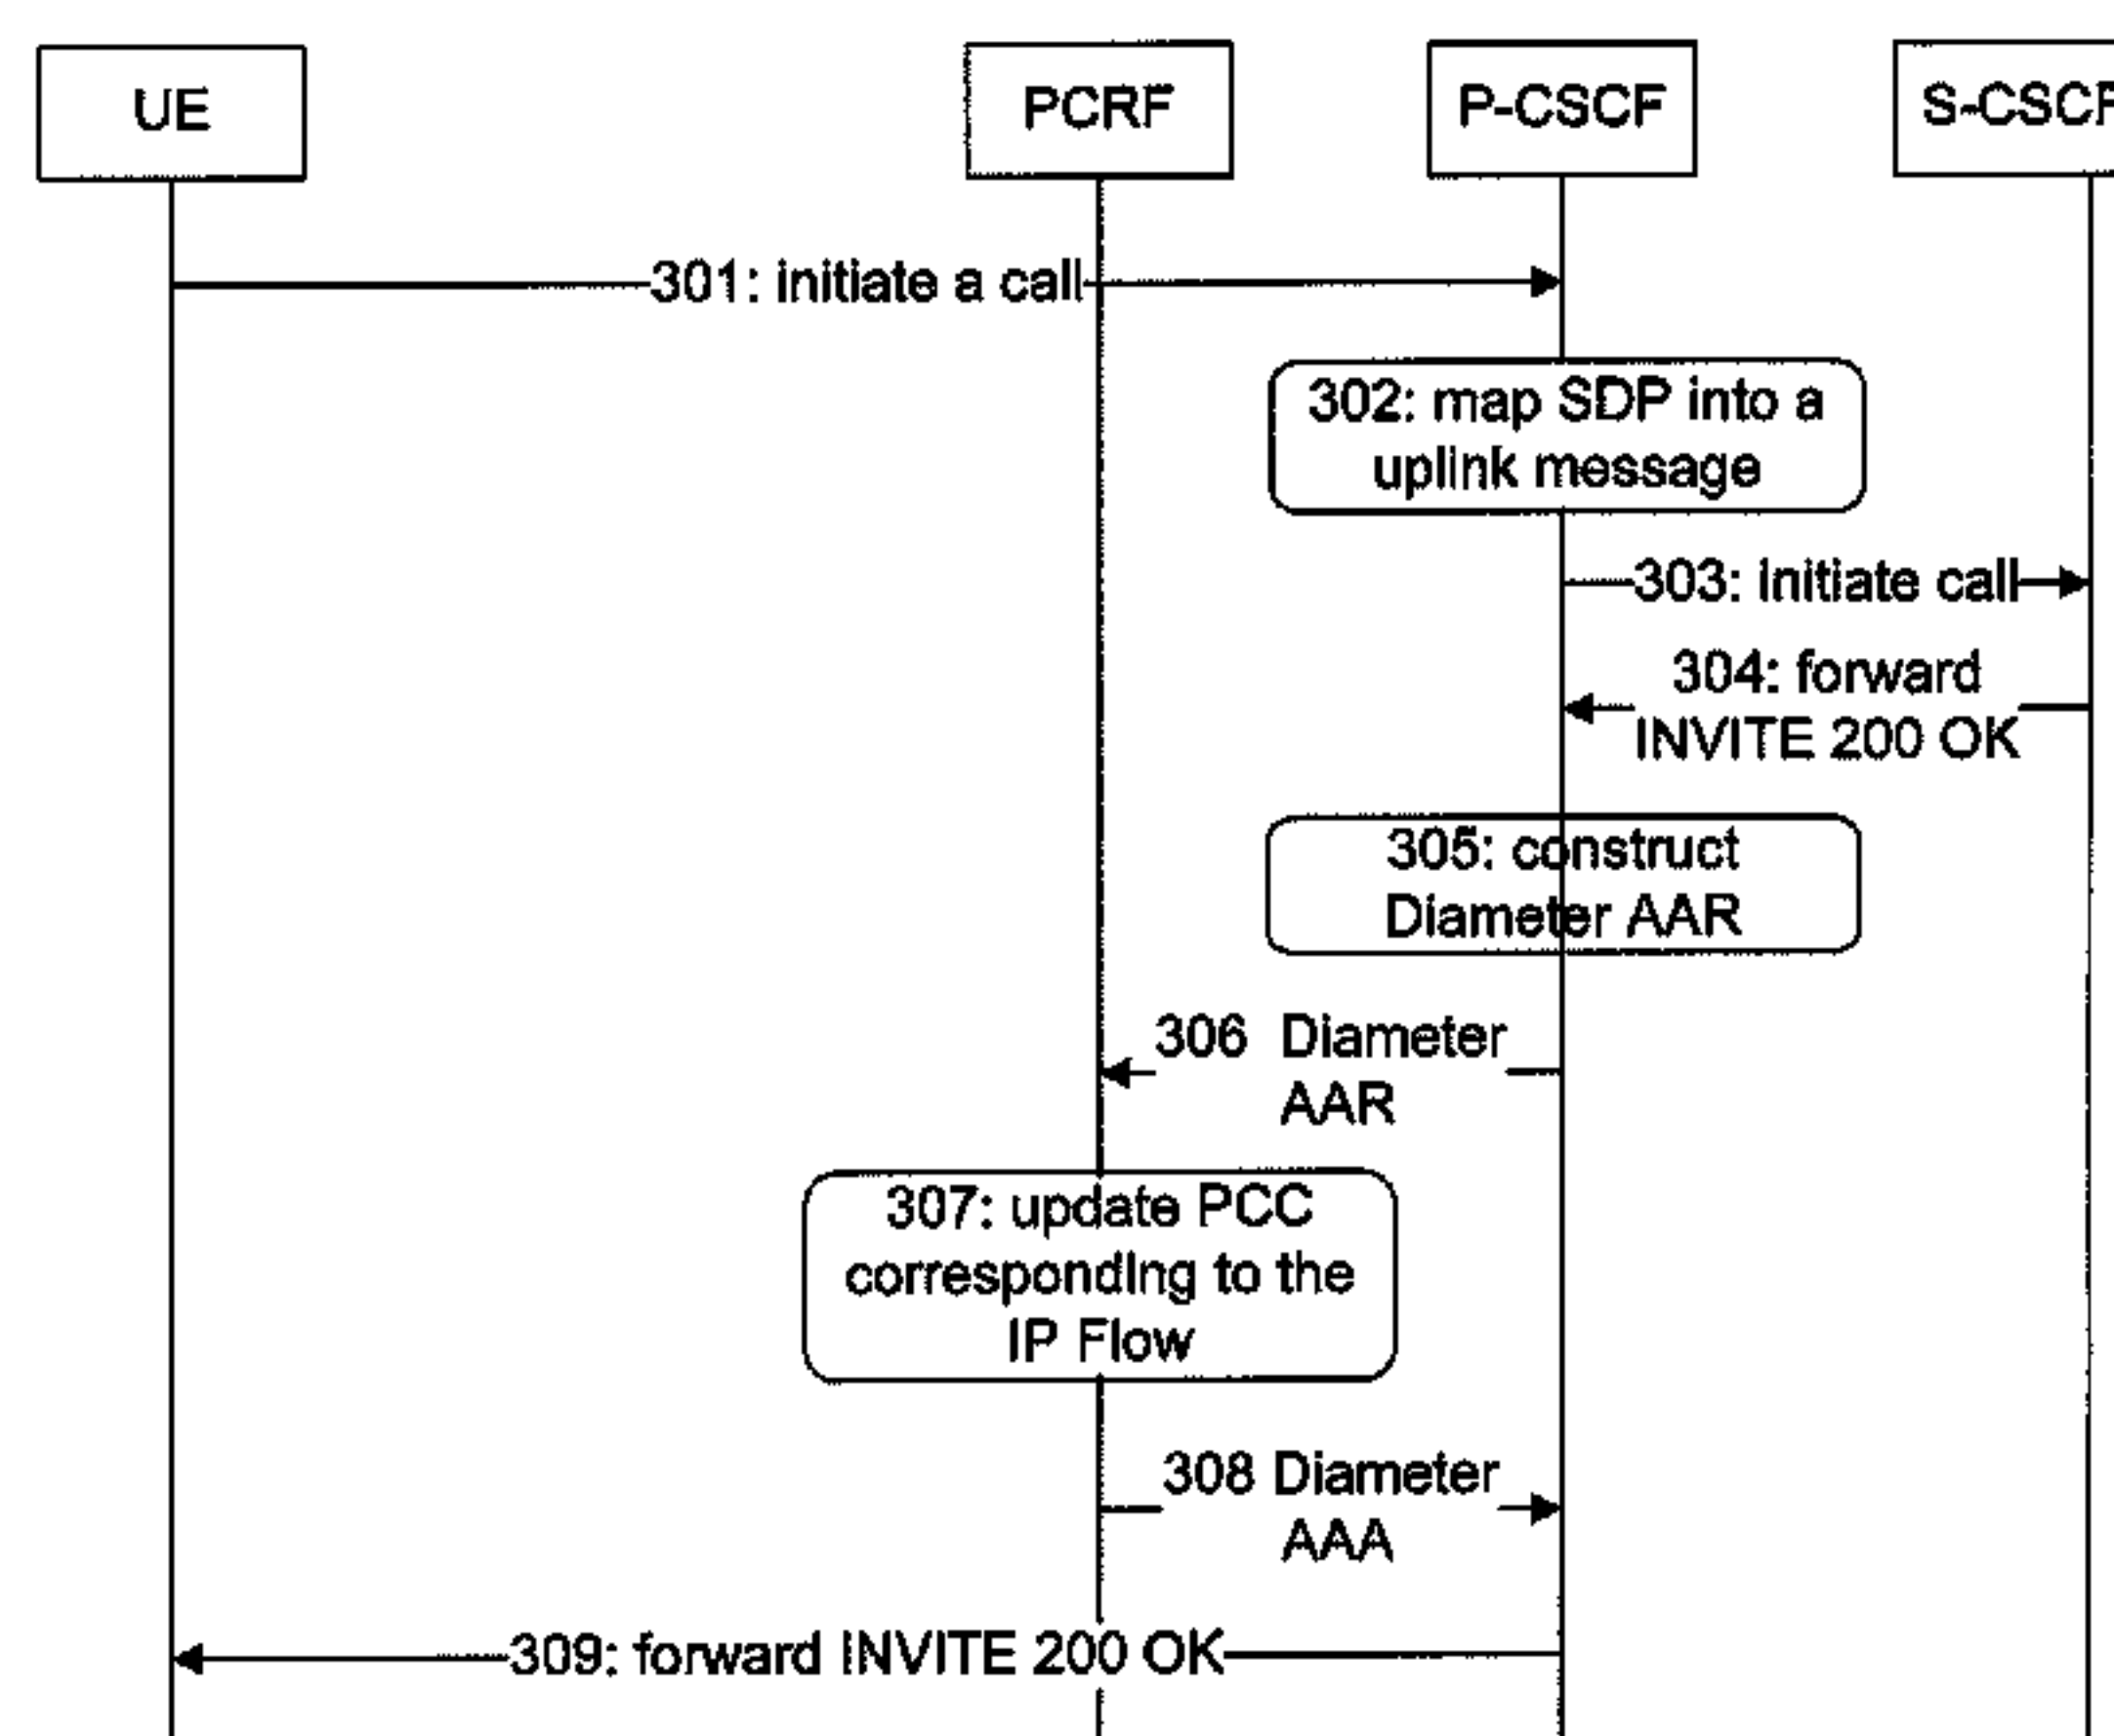 UE
PCRF
P-CSCF
S-CSCF
301: initiate a call
302: map SDP into a
uplink message
303: initiate call
304: forward
INVITE 200 OK
305: construct
Diameter AAR
306 Diameter
AAR
307: update PCC
corresponding to the
IP Flow
308 Diameter
AAA
309: forward INVITE 200 OK